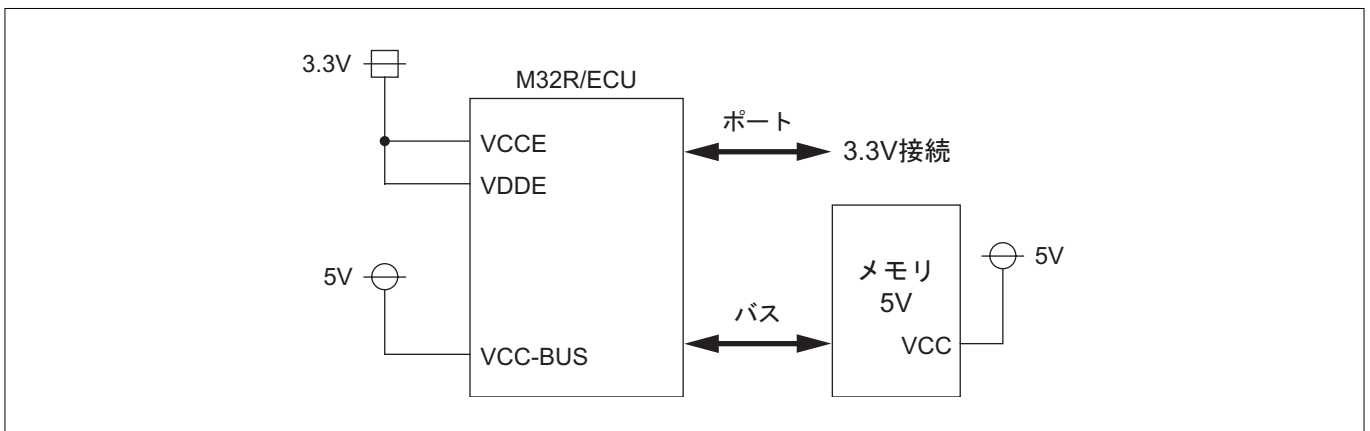 3.3V
M32R/ECU
VCCE
VDDE
ポート
3.3V接続
5V
VCC-BUS
バス
メモリ
5V
VCC
5V